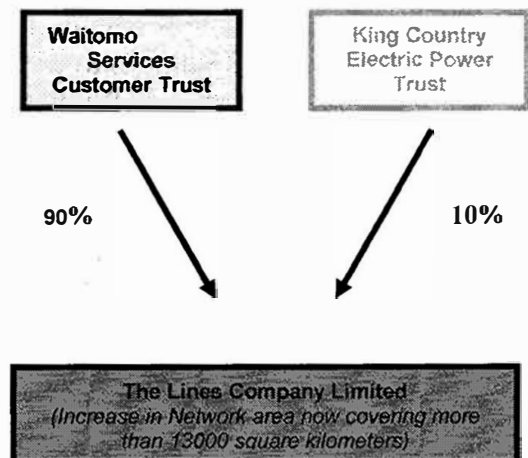 Waitomo
Services
Customer Trust
King Country
Electric Power
Trust
90%
10%
The Lines Company Limited
(Increase in Network area now covering more
than 13000 square kilometers)